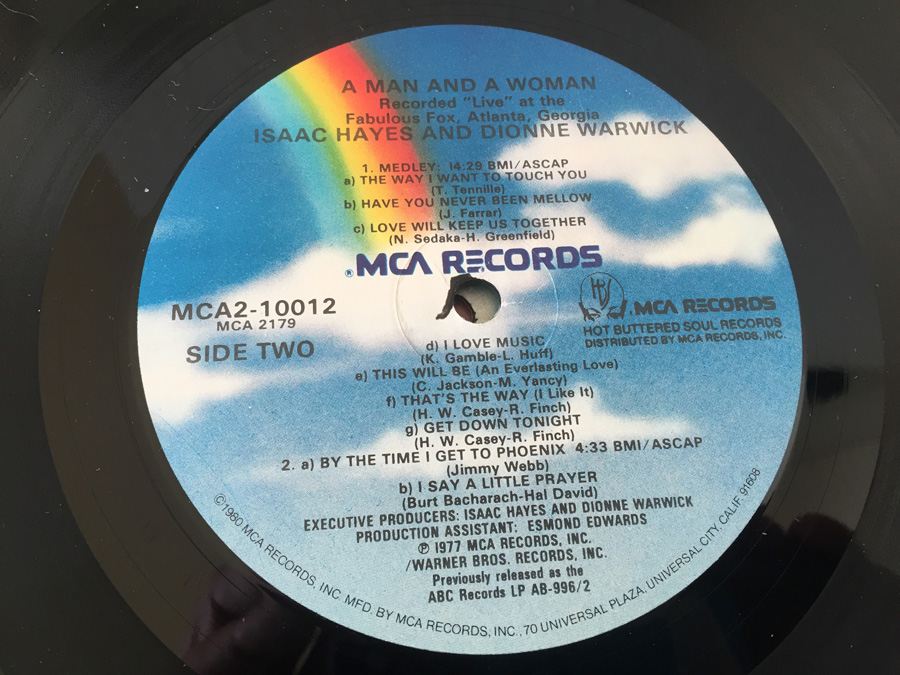 A MAN AND A WOMAN
Recorded "Live" at the
Fabulous Fox, Atlanta, Georgia
ISAAC HAYES AND DIONNE WARWICK
1. MEDLEY: 14:29 BMI/ASCAP
a) THE WAY I WANT TO TOUCH YOU
(T. Tennille)
b) HAVE YOU NEVER BEEN MELLOW
(J. Farrar)
c) LOVE WILL KEEP US TOGETHER
(N. Sedaka-H. Greenfield)
®MCA RECORDS
MCA2-10012
MCA 2179
SIDE TWO
HBS
MCA RECORDS
HOT BUTTERED SOUL RECORDS
DISTRIBUTED BY MCA RECORDS, INC.
d) I LOVE MUSIC
(K. Gamble-L. Huff)
e) THIS WILL BE (An Everlasting Love)
(C. Jackson-M. Yancy)
f) THAT'S THE WAY (I Like It)
(H. W. Casey-R. Finch)
g) GET DOWN TONIGHT
(H. W. Casey-R. Finch)
2. a) BY THE TIME I GET TO PHOENIX 4:33 BMI/ASCAP
(Jimmy Webb)
b) I SAY A LITTLE PRAYER
(Burt Bacharach-Hal David)
EXECUTIVE PRODUCERS: ISAAC HAYES AND DIONNE WARWICK
PRODUCTION ASSISTANT: ESMOND EDWARDS
℗ 1977 MCA RECORDS, INC.
/WARNER BROS. RECORDS, INC.
Previously released as the
ABC Records LP AB-996/2
©1980 MCA RECORDS, INC. MFD. BY MCA RECORDS, INC., 70 UNIVERSAL PLAZA, UNIVERSAL CITY, CALIF. 91608